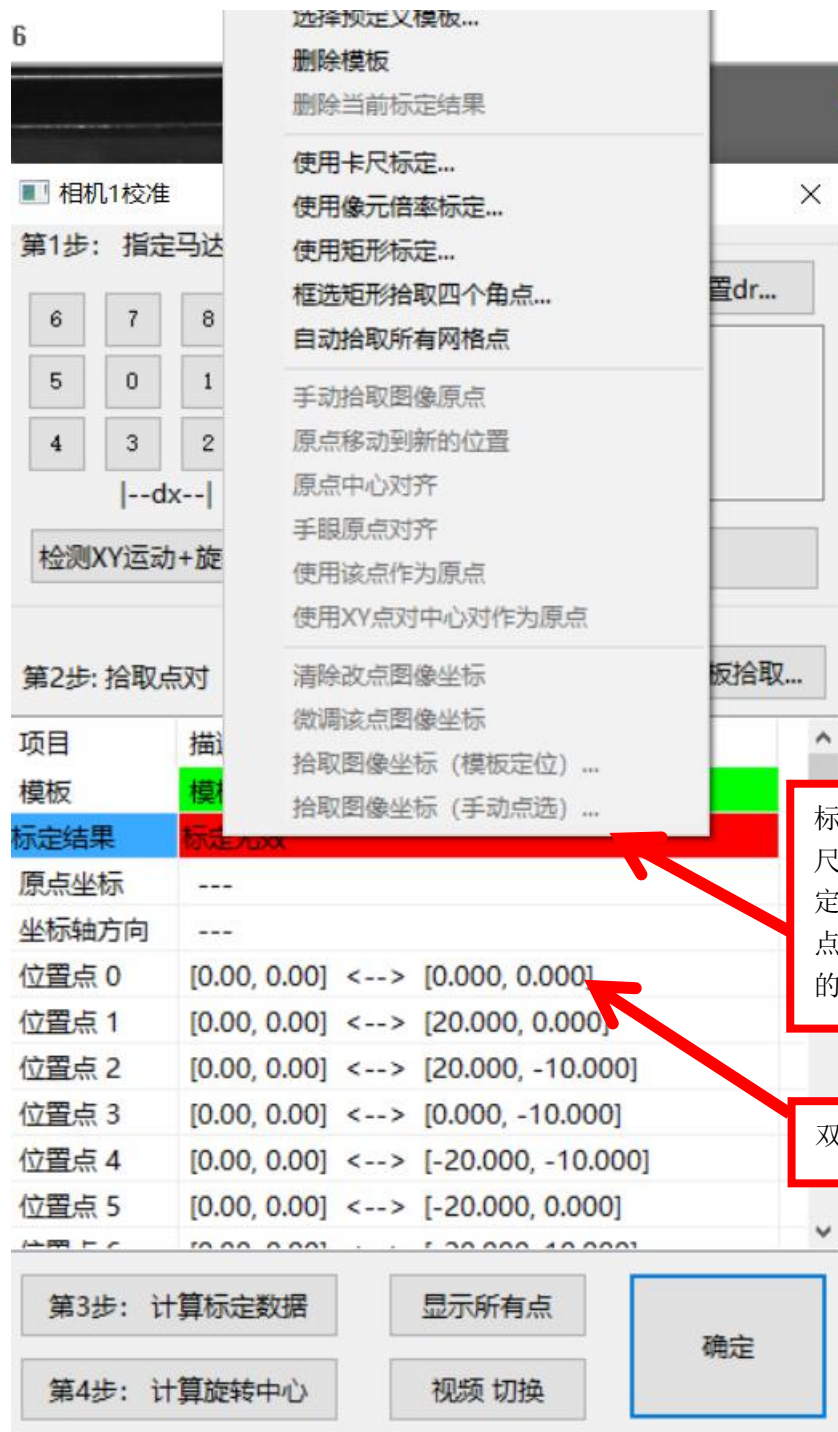 6
选择预定义模板...
删除模板
删除当前标定结果
使用卡尺标定...
使用像元倍率标定...
使用矩形标定...
框选矩形拾取四个角点...
自动拾取所有网格点
手动拾取图像原点
原点移动到新的位置
原点中心对齐
手眼原点对齐
使用该点作为原点
使用XY点对中心对作为原点
清除改点图像坐标
微调该点图像坐标
拾取图像坐标（模板定位）...
拾取图像坐标（手动点选）...
相机1校准
第1步： 指定马达
置dr...
6 7 8
5 0 1
4 3 2
|--dx--|
检测XY运动+旋
第2步: 拾取点对
板拾取...
项目
模板
标定结果
原点坐标 ---
坐标轴方向 ---
位置点 0 [0.00, 0.00] <--> [0.000, 0.000]
位置点 1 [0.00, 0.00] <--> [20.000, 0.000]
位置点 2 [0.00, 0.00] <--> [20.000, -10.000]
位置点 3 [0.00, 0.00] <--> [0.000, -10.000]
位置点 4 [0.00, 0.00] <--> [-20.000, -10.000]
位置点 5 [0.00, 0.00] <--> [-20.000, 0.000]
标
尺
定
点
的
双
第3步： 计算标定数据
显示所有点
确定
第4步： 计算旋转中心
视频 切换